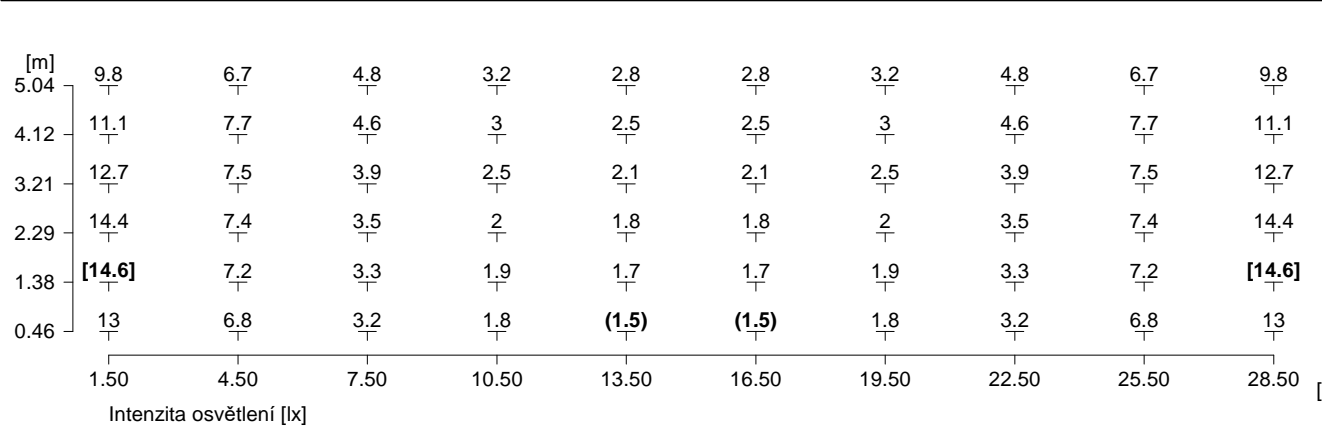 [m]
5.04 9.8 6.7 4.8 3.2 2.8 2.8 3.2 4.8 6.7 9.8
4.12 11.1 7.7 4.6 3 2.5 2.5 3 4.6 7.7 11.1
3.21 12.7 7.5 3.9 2.5 2.1 2.1 2.5 3.9 7.5 12.7
2.29 14.4 7.4 3.5 2 1.8 1.8 2 3.5 7.4 14.4
1.38 [14.6] 7.2 3.3 1.9 1.7 1.7 1.9 3.3 7.2 [14.6]
0.46 13 6.8 3.2 1.8 (1.5) (1.5) 1.8 3.2 6.8 13
1.50 4.50 7.50 10.50 13.50 16.50 19.50 22.50 25.50 28.50 [
Intenzita osvětlení [lx]